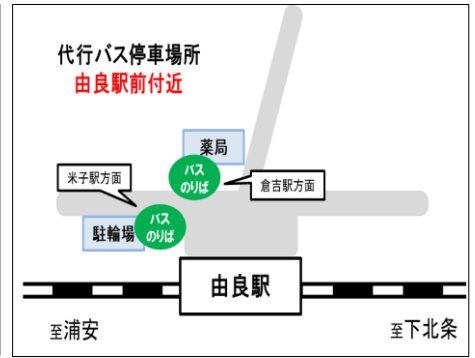 代行バス停車場所
由良駅前付近
薬局
バス
のりば
米子駅方面
倉吉駅方面
バス
のりば
駐輪場
由良駅
至浦安
至下北条